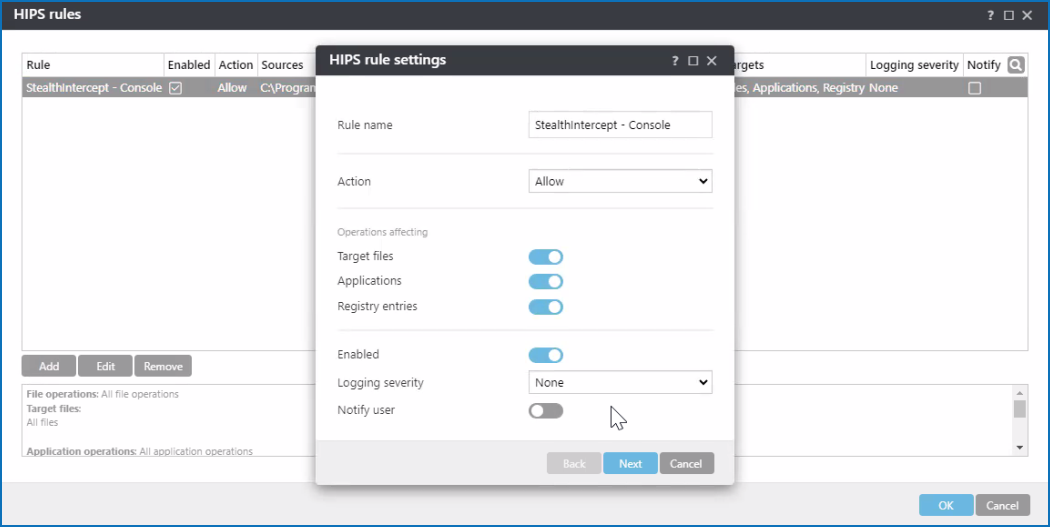 HIPS rules
Rule Enabled Action Sources rgets Logging severity Notify
StealthIntercept - Console Allow C:\Program es, Applications, Registry None
HIPS rule settings
Rule name StealthIntercept - Console
Action Allow
Operations affecting
Target files
Applications
Registry entries
Enabled
Logging severity None
Notify user
Back Next Cancel
Add Edit Remove
File operations: All file operations
Target files:
All files
Application operations: All application operations
OK Cancel